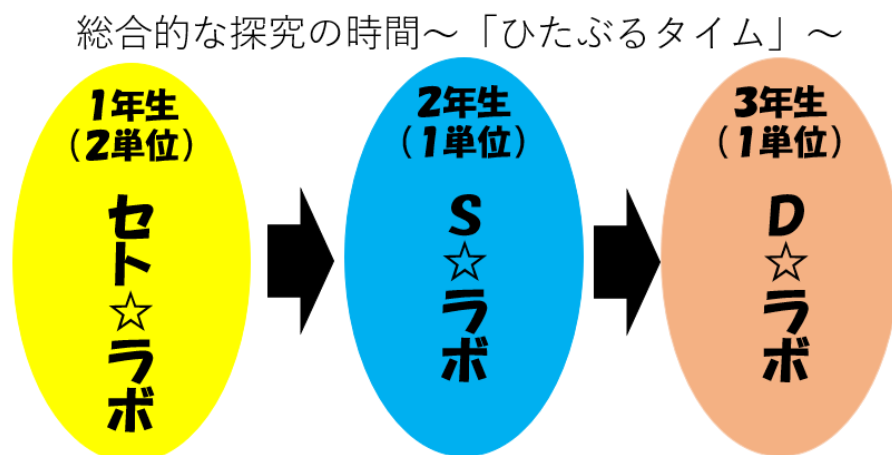 総合的な探究の時間～「ひたぶるタイム」～
1年生
（2単位）
セト☆ラボ
2年生
（1単位）
S☆ラボ
3年生
（1単位）
D☆ラボ